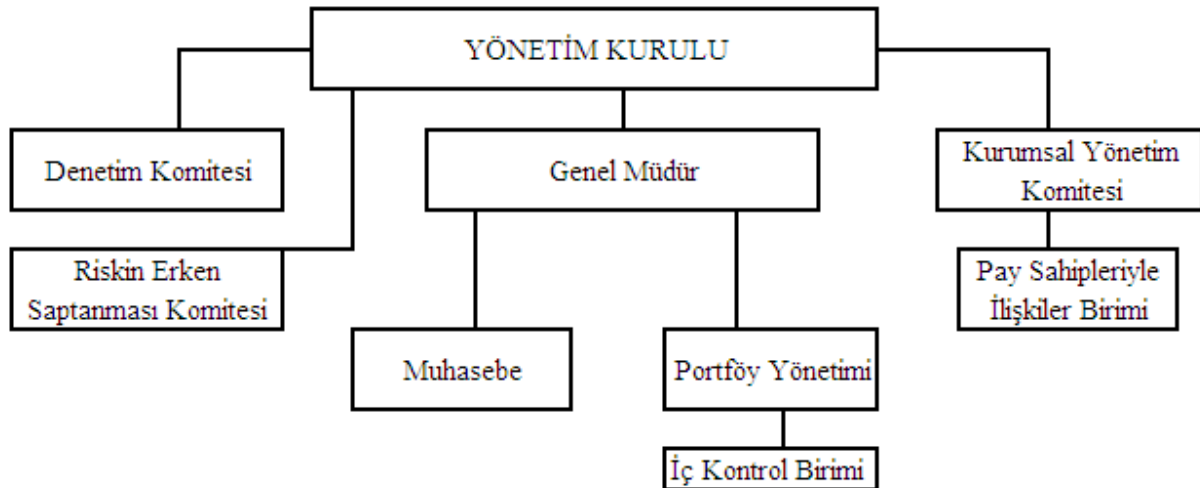 YÖNETİM KURULU
Denetim Komitesi
Genel Müdür
Kurumsal Yönetim
Komitesi
Riskin Erken
Saptanması Komitesi
Pay Sahipleriyle
İlişkiler Birimi
Muhasebe
Portföy Yönetimi
İç Kontrol Birimi